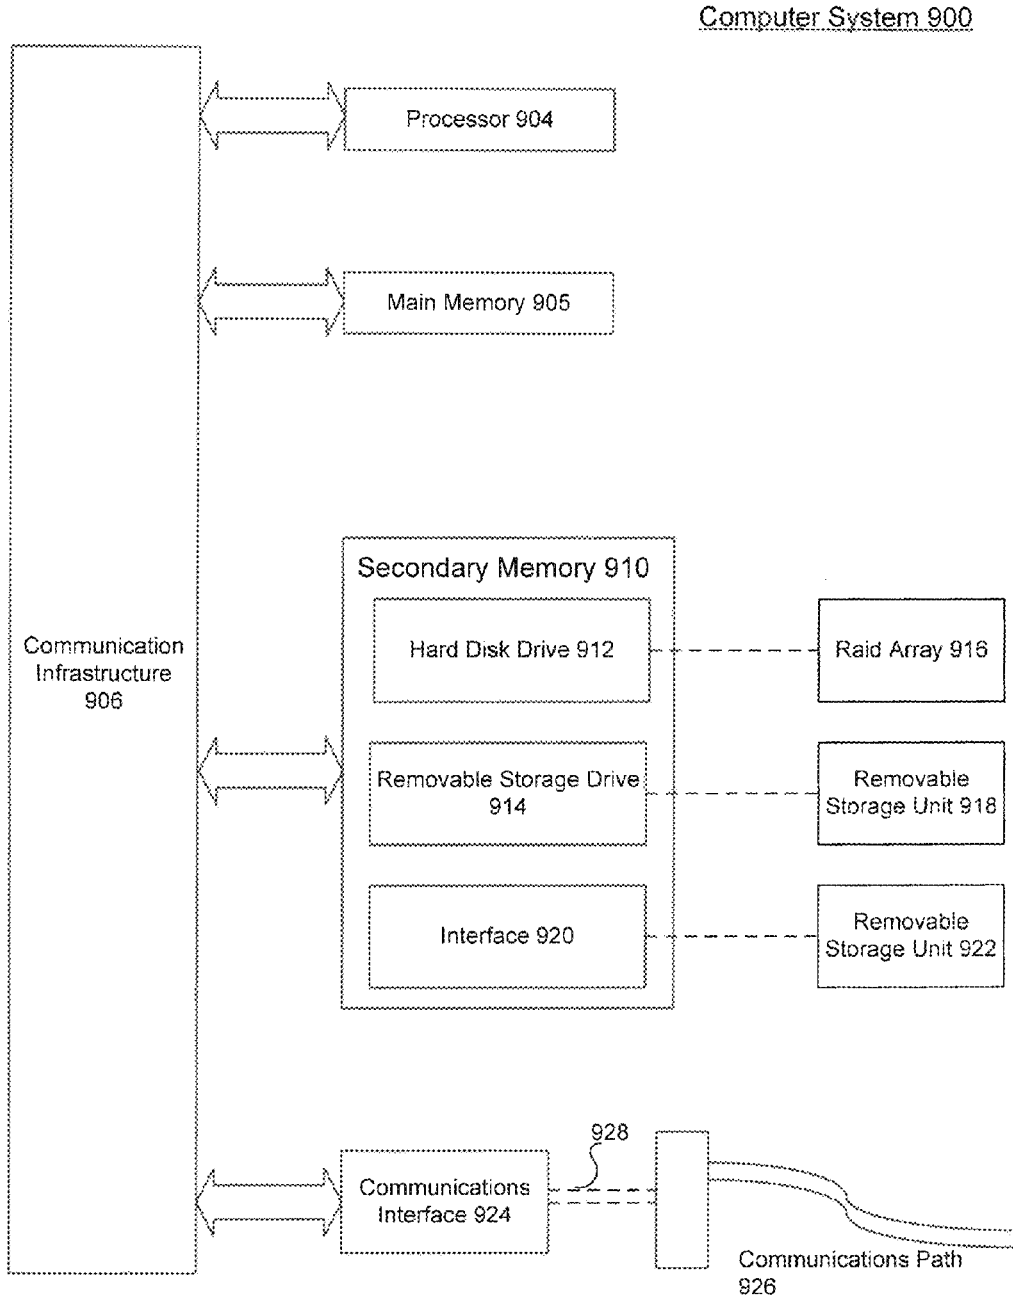 Computer System 900
Processor 904
Main Memory 905
Secondary Memory 910
Hard Disk Drive 912
Raid Array 916
Communication
Infrastructure
906
Removable Storage Drive
914
Removable
Storage Unit 918
Interface 920
Removable
Storage Unit 922
928
Communications
Interface 924
Communications Path
926